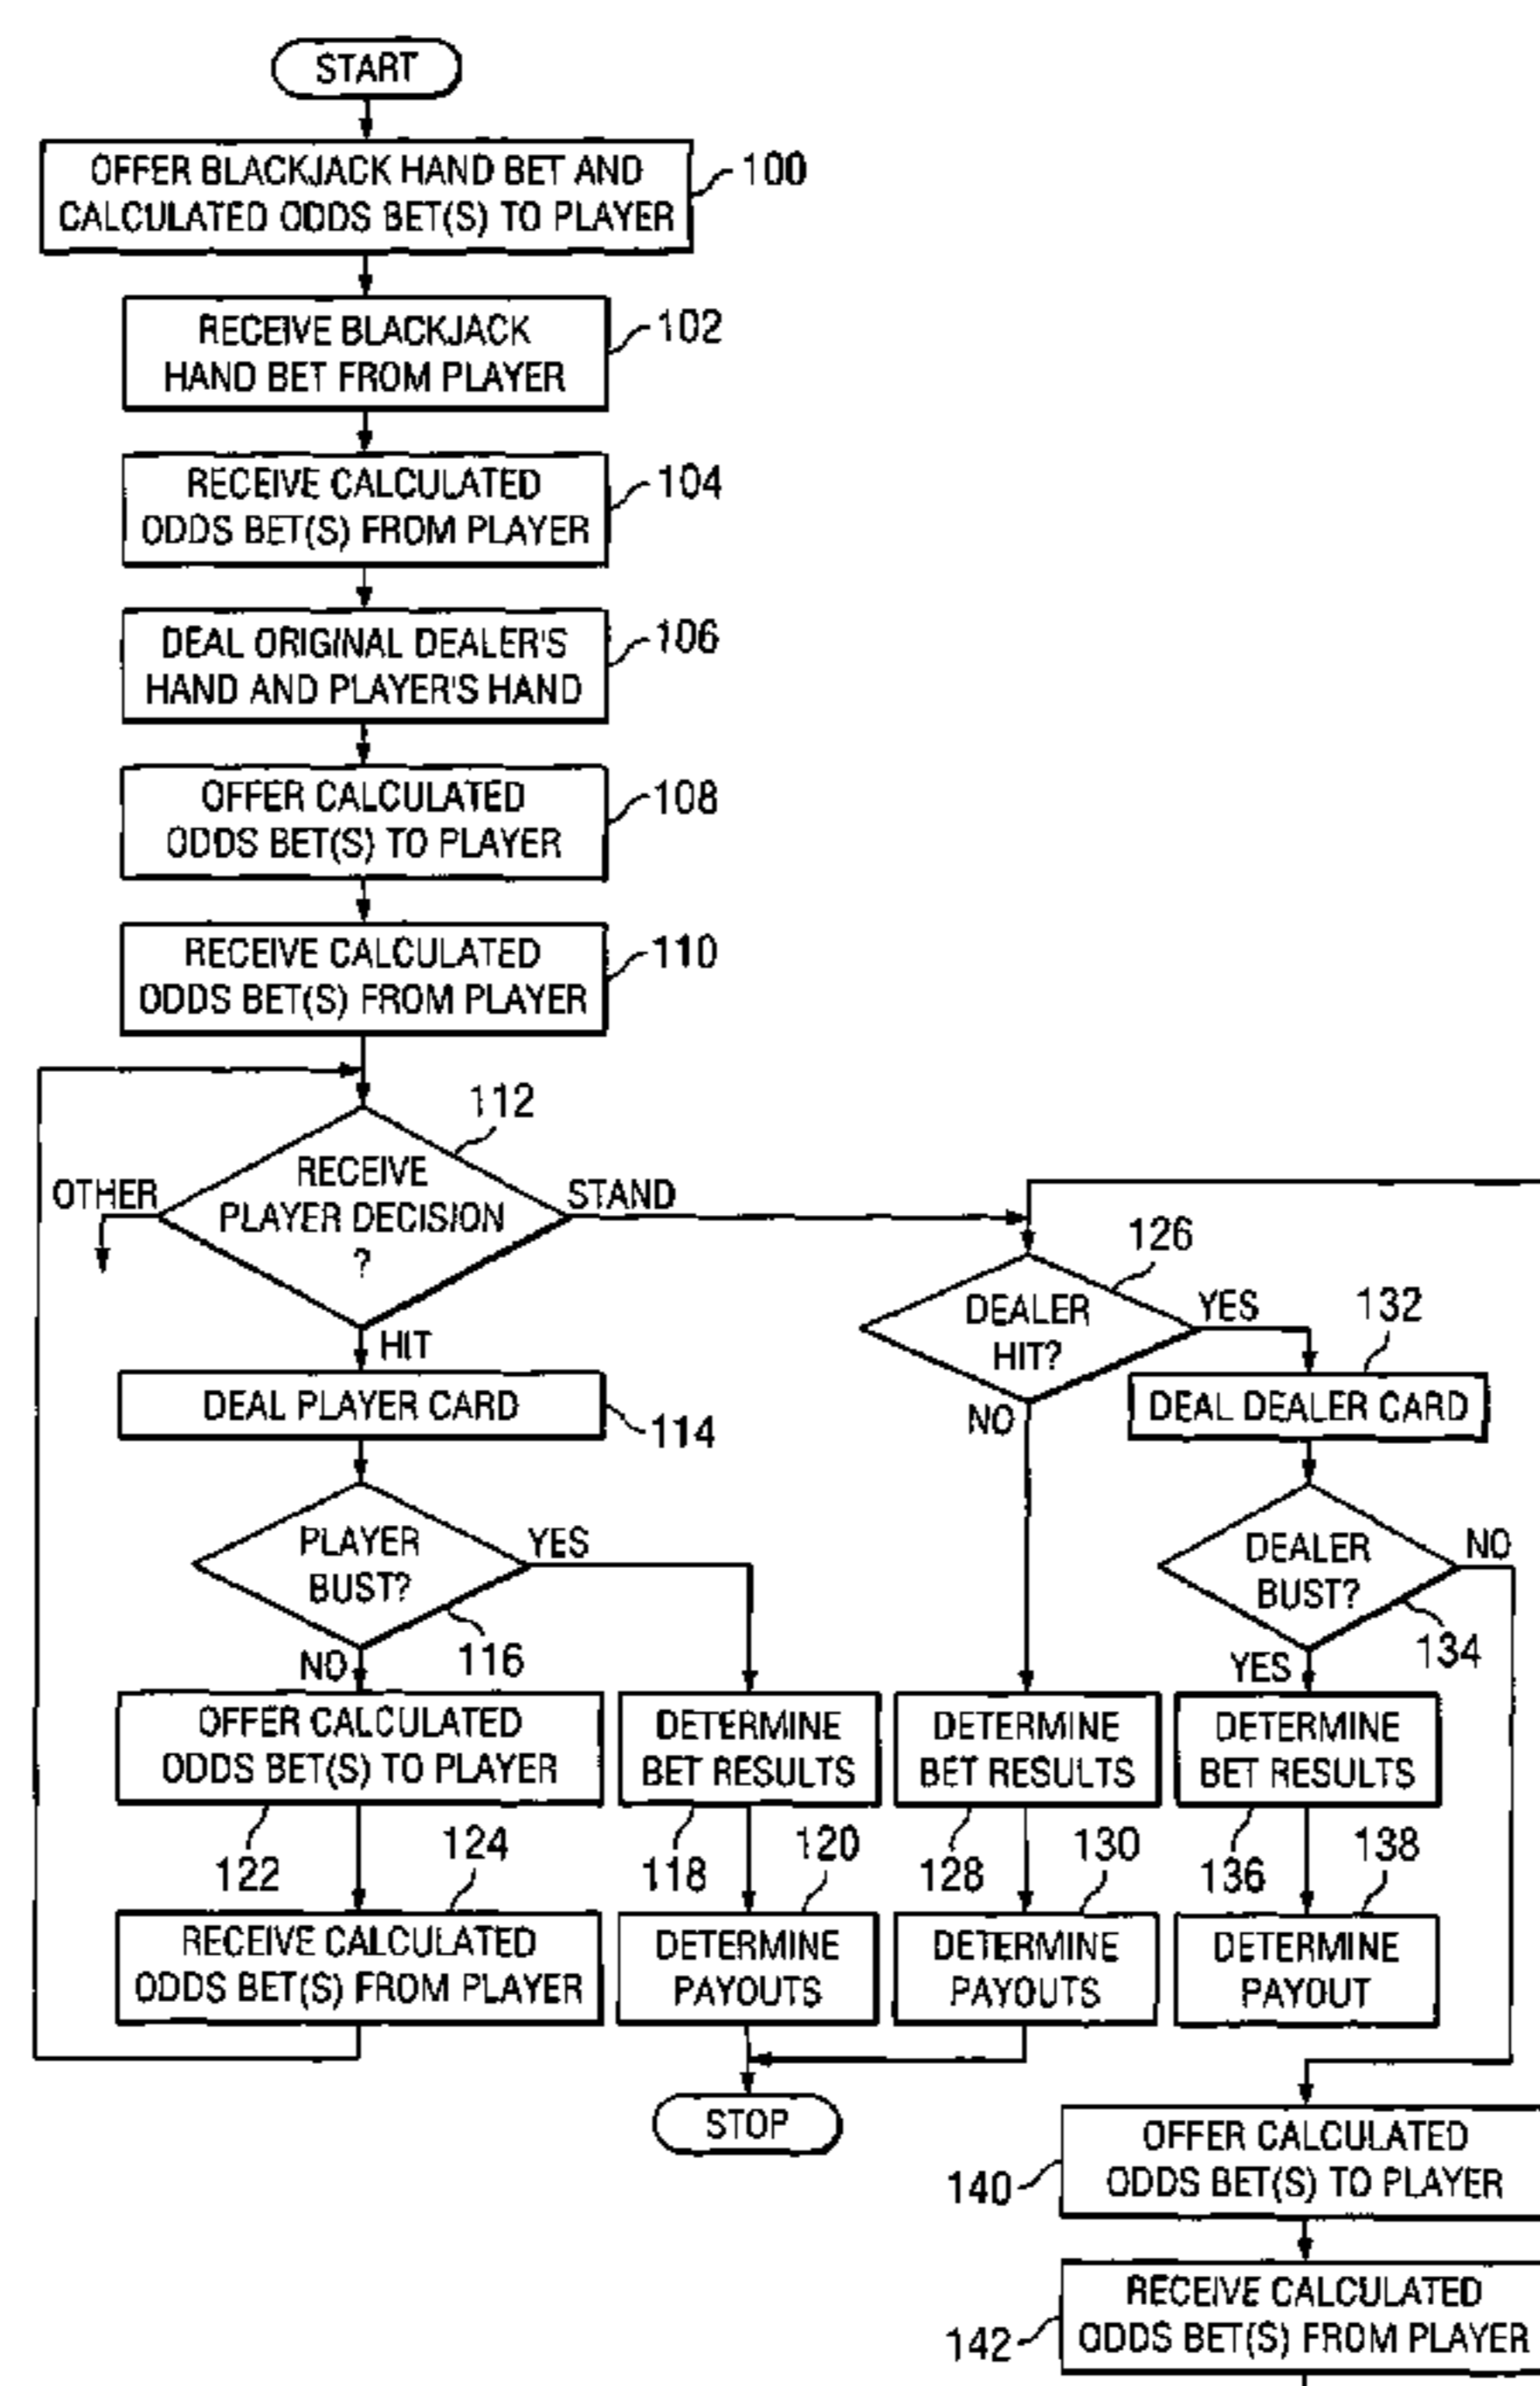 START
OFFER BLACKJACK HAND BET AND
CALCULATED ODDS BET(S) TO PLAYER
100
RECEIVE BLACKJACK
HAND BET FROM PLAYER
102
RECEIVE CALCULATED
ODDS BET(S) FROM PLAYER
104
DEAL ORIGINAL DEALER'S
HAND AND PLAYER'S HAND
106
OFFER CALCULATED
ODDS BET(S) TO PLAYER
108
RECEIVE CALCULATED
ODDS BET(S) FROM PLAYER
110
112
RECEIVE
PLAYER DECISION
?
OTHER
STAND
HIT
DEAL PLAYER CARD
114
PLAYER
BUST?
YES
116
NO
OFFER CALCULATED
ODDS BET(S) TO PLAYER
122
124
RECEIVE CALCULATED
ODDS BET(S) FROM PLAYER
DETERMINE
BET RESULTS
118
120
DETERMINE
PAYOUTS
STOP
126
DEALER
HIT?
YES
NO
132
DEAL DEALER CARD
DEALER
BUST?
NO
134
YES
DETERMINE
BET RESULTS
128
130
DETERMINE
PAYOUTS
DETERMINE
BET RESULTS
136
138
DETERMINE
PAYOUT
OFFER CALCULATED
ODDS BET(S) TO PLAYER
140
RECEIVE CALCULATED
ODDS BET(S) FROM PLAYER
142